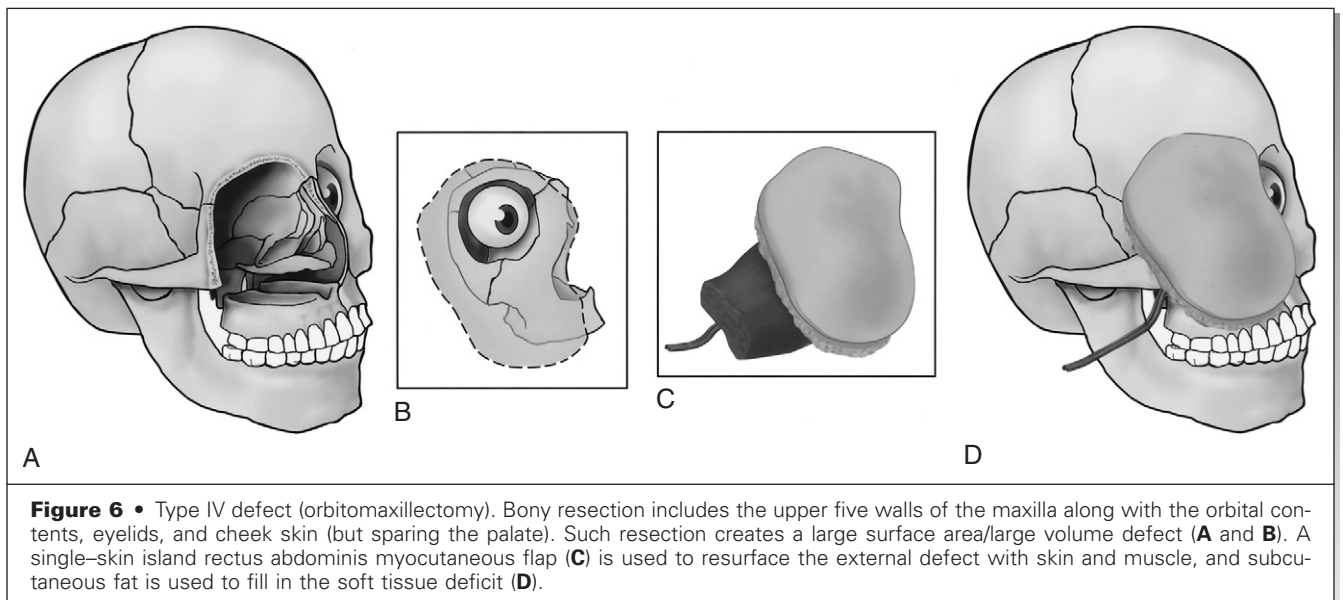 A
B
C
D
Figure 6 • Type IV defect (orbitomaxillectomy). Bony resection includes the upper five walls of the maxilla along with the orbital con-
tents, eyelids, and cheek skin (but sparing the palate). Such resection creates a large surface area/large volume defect (A and B). A
single–skin island rectus abdominis myocutaneous flap (C) is used to resurface the external defect with skin and muscle, and subcu-
taneous fat is used to fill in the soft tissue deficit (D).